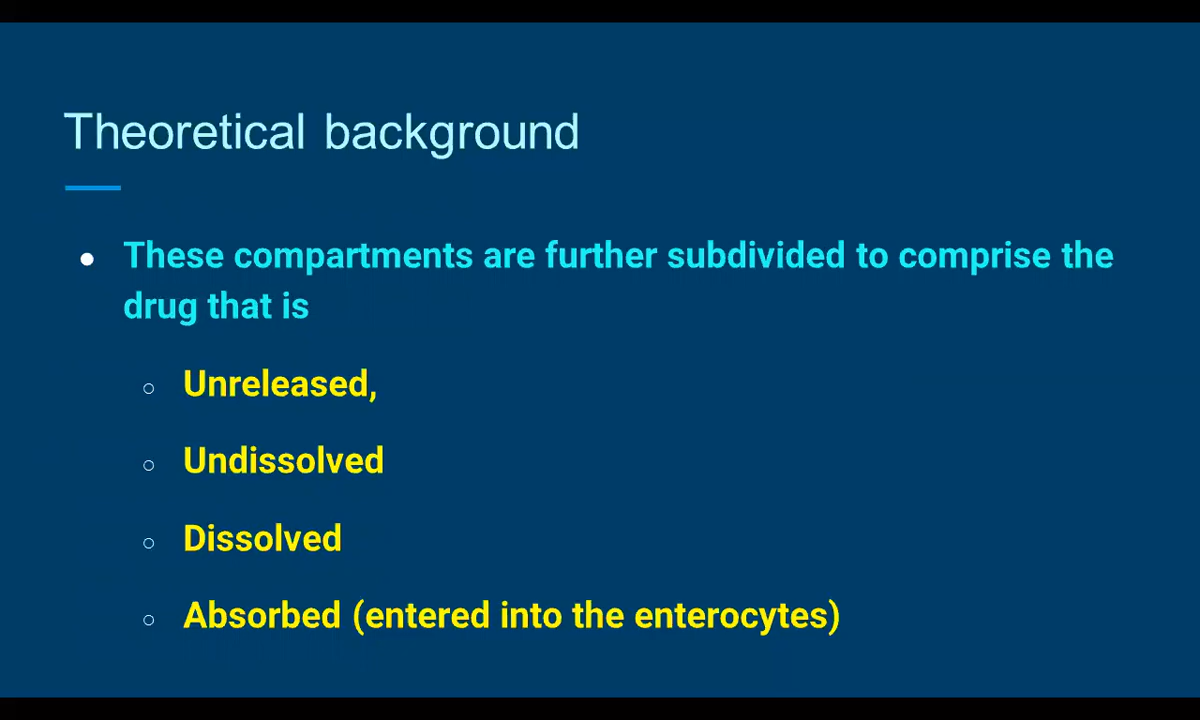 Theoretical background
● These compartments are further subdivided to comprise the
drug that is
○ Unreleased,
○ Undissolved
○ Dissolved
○ Absorbed (entered into the enterocytes)